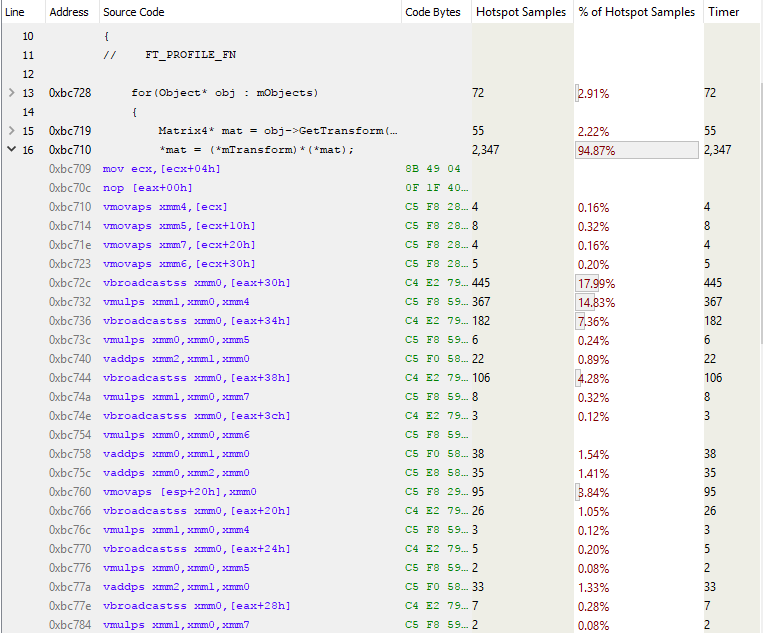 Line Address Source Code Code Bytes Hotspot Samples % of Hotspot Samples Timer
10 {
11 // FT_PROFILE_FN
12
13 0xbc728 for(Object* obj : mObjects) 72 2.91% 72
14 {
15 0xbc719 Matrix4* mat = obj->GetTransform(… 55 2.22% 55
16 0xbc710 *mat = (*mTransform)*(*mat); 2,347 94.87% 2,347
0xbc709 mov ecx,[ecx+04h] 8B 49 04
0xbc70c nop [eax+00h] 0F 1F 40…
0xbc710 vmovaps xmm4,[ecx] C5 F8 28… 4 0.16% 4
0xbc714 vmovaps xmm5,[ecx+10h] C5 F8 28… 8 0.32% 8
0xbc71e vmovaps xmm7,[ecx+20h] C5 F8 28… 4 0.16% 4
0xbc723 vmovaps xmm6,[ecx+30h] C5 F8 28… 5 0.20% 5
0xbc72c vbroadcastss xmm0,[eax+30h] C4 E2 79… 445 17.99% 445
0xbc732 vmulps xmm1,xmm0,xmm4 C5 F8 59… 367 14.83% 367
0xbc736 vbroadcastss xmm0,[eax+34h] C4 E2 79… 182 7.36% 182
0xbc73c vmulps xmm0,xmm0,xmm5 C5 F8 59… 6 0.24% 6
0xbc740 vaddps xmm2,xmm1,xmm0 C5 F0 58… 22 0.89% 22
0xbc744 vbroadcastss xmm0,[eax+38h] C4 E2 79… 106 4.28% 106
0xbc74a vmulps xmm1,xmm0,xmm7 C5 F8 59… 8 0.32% 8
0xbc74e vbroadcastss xmm0,[eax+3ch] C4 E2 79… 3 0.12% 3
0xbc754 vmulps xmm0,xmm0,xmm6 C5 F8 59…
0xbc758 vaddps xmm0,xmm1,xmm0 C5 F0 58… 38 1.54% 38
0xbc75c vaddps xmm0,xmm2,xmm0 C5 E8 58… 35 1.41% 35
0xbc760 vmovaps [esp+20h],xmm0 C5 F8 29… 95 3.84% 95
0xbc766 vbroadcastss xmm0,[eax+20h] C4 E2 79… 26 1.05% 26
0xbc76c vmulps xmm1,xmm0,xmm4 C5 F8 59… 3 0.12% 3
0xbc770 vbroadcastss xmm0,[eax+24h] C4 E2 79… 5 0.20% 5
0xbc776 vmulps xmm0,xmm0,xmm5 C5 F8 59… 2 0.08% 2
0xbc77a vaddps xmm2,xmm1,xmm0 C5 F0 58… 33 1.33% 33
0xbc77e vbroadcastss xmm0,[eax+28h] C4 E2 79… 7 0.28% 7
0xbc784 vmulps xmm1,xmm0,xmm7 C5 F8 59… 2 0.08% 2